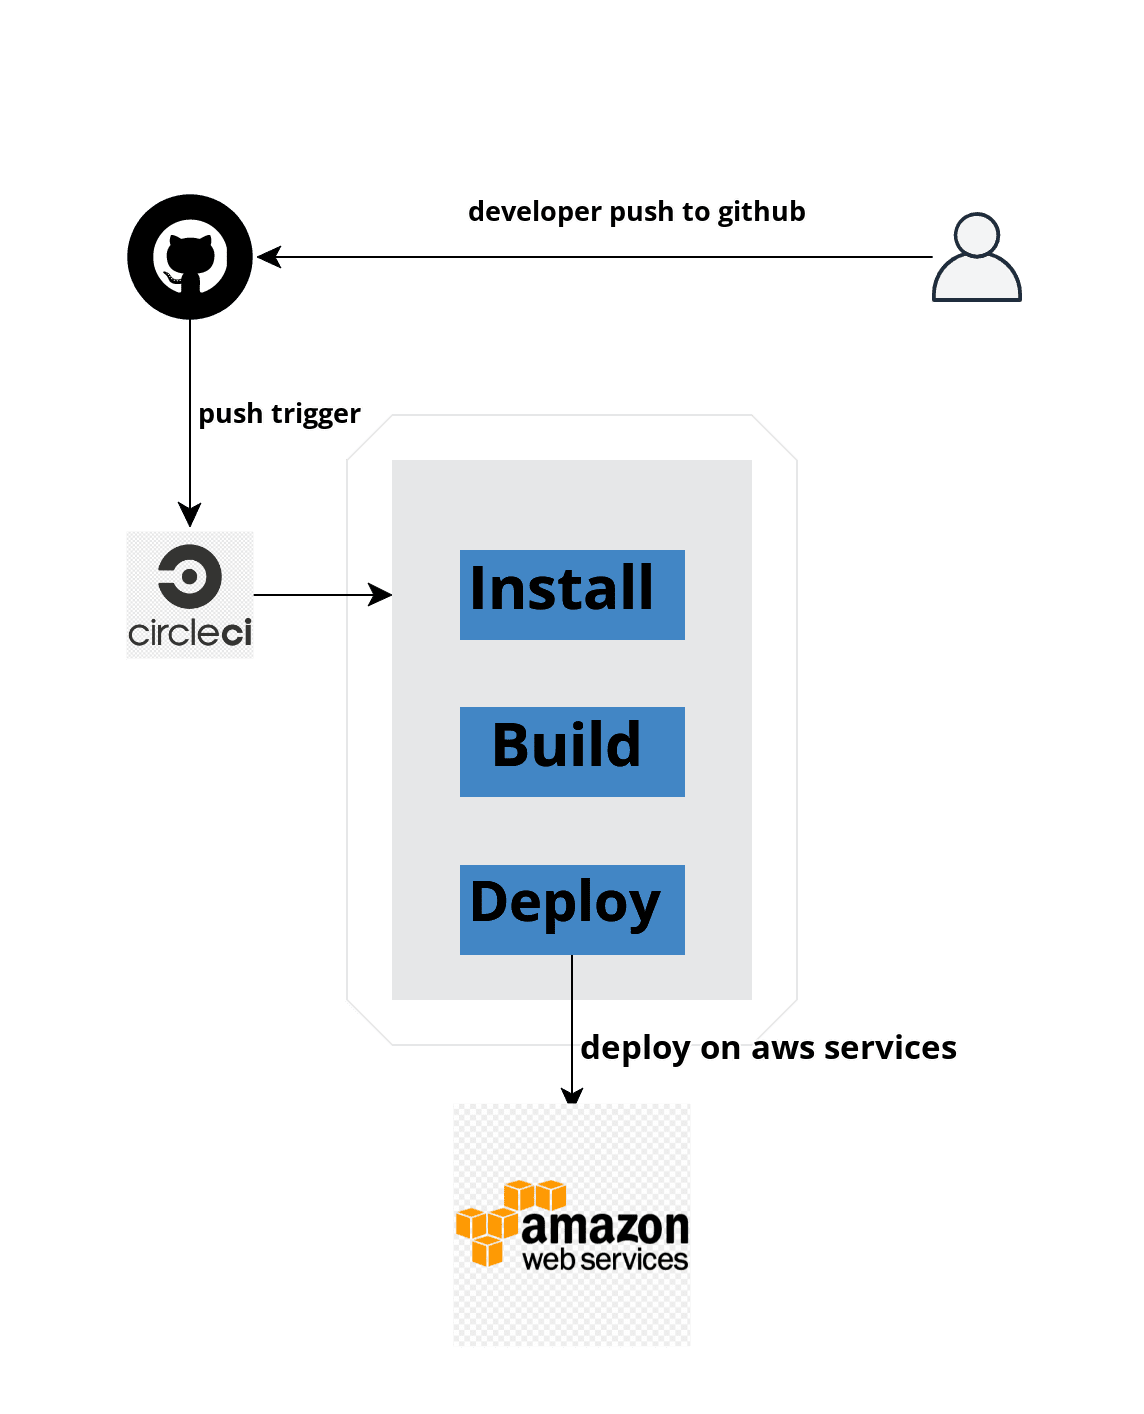 developer push to github
push trigger
circleci
Install
Build
Deploy
deploy on aws services
amazon
web services